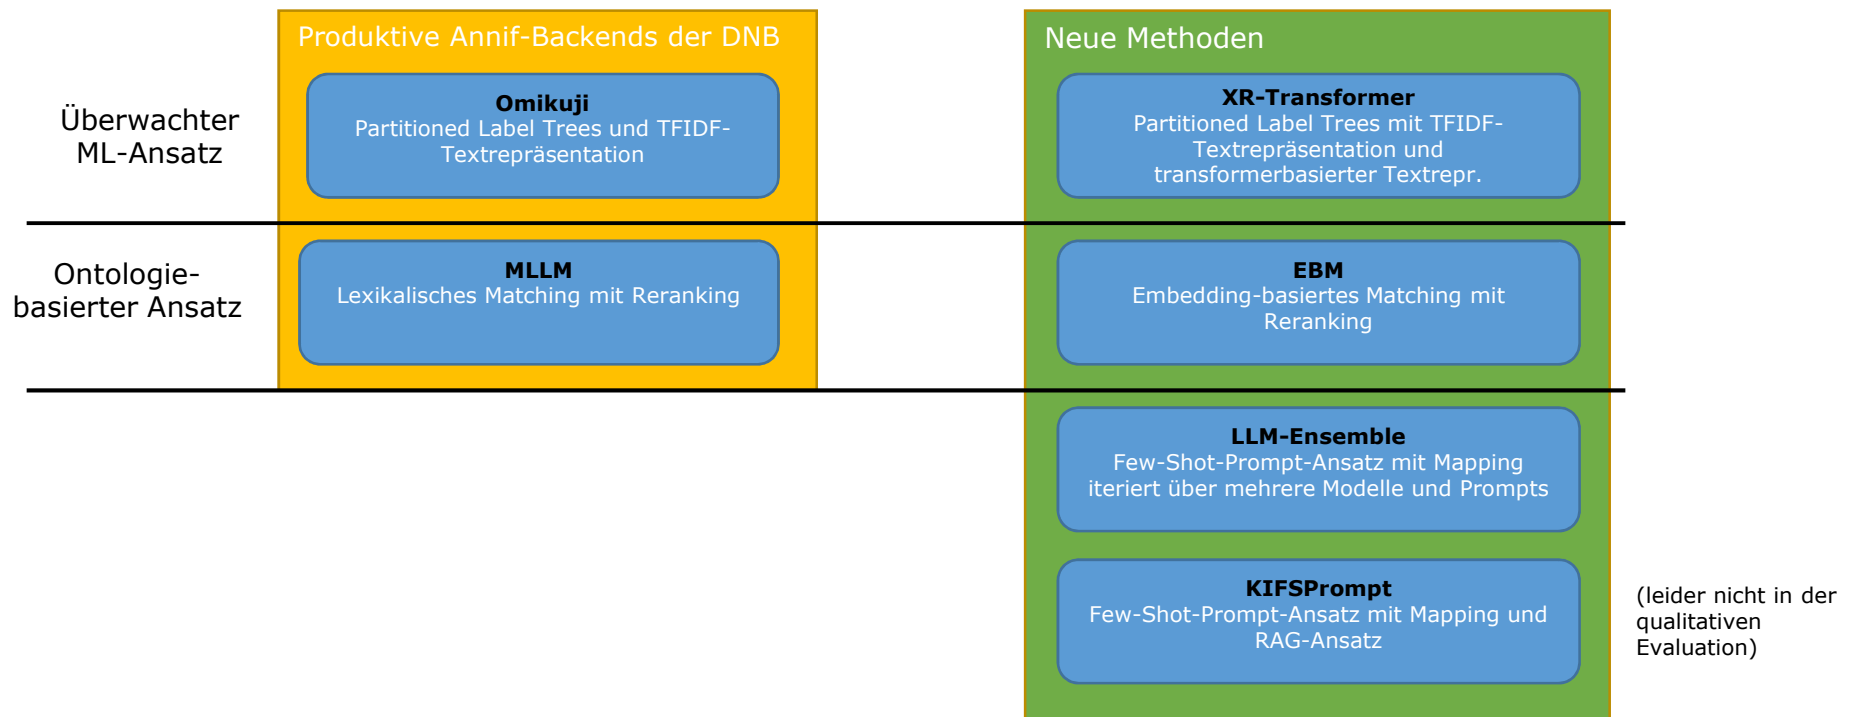 Produktive Annif-Backends der DNB
Neue Methoden
Überwachter
ML-Ansatz
Omikuji
Partitioned Label Trees und TFIDF-
Textrepräsentation
XR-Transformer
Partitioned Label Trees mit TFIDF-
Textrepräsentation und
transformerbasierter Textrepr.
Ontologie-
basierter Ansatz
MLLM
Lexikalisches Matching mit Reranking
EBM
Embedding-basiertes Matching mit
Reranking
LLM-Ensemble
Few-Shot-Prompt-Ansatz mit Mapping
iteriert über mehrere Modelle und Prompts
KIFSPrompt
Few-Shot-Prompt-Ansatz mit Mapping und
RAG-Ansatz
(leider nicht in der
qualitativen
Evaluation)